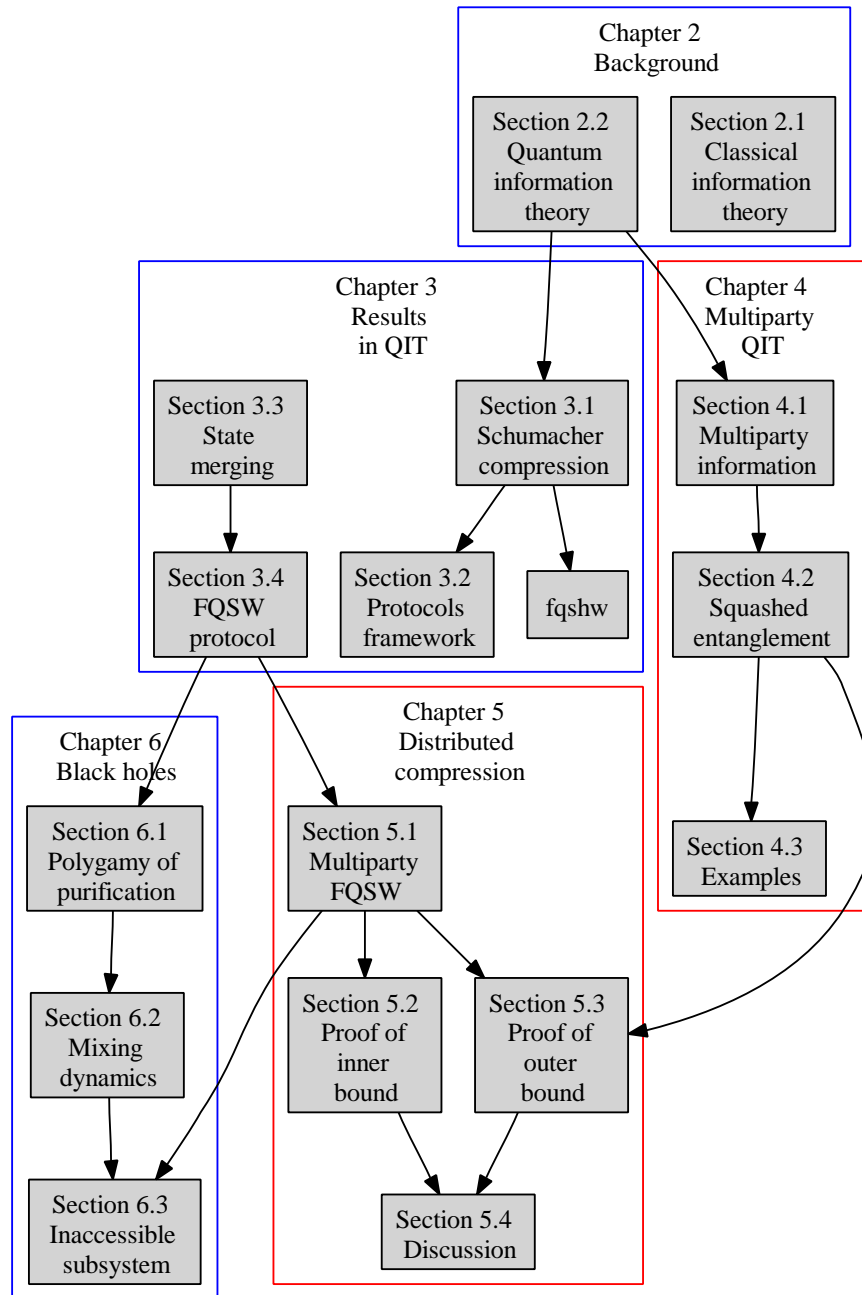 Chapter 2
Background
Section 2.2
Quantum
information
theory
Section 2.1
Classical
information
theory
Chapter 3
Results
in QIT
Section 3.3
State
merging
Section 3.1
Schumacher
compression
Section 3.4
FQSW
protocol
Section 3.2
Protocols
framework
fqshw
Chapter 4
Multiparty
QIT
Section 4.1
Multiparty
information
Section 4.2
Squashed
entanglement
Section 4.3
Examples
Chapter 6
Black holes
Section 6.1
Polygamy of
purification
Section 6.2
Mixing
dynamics
Section 6.3
Inaccessible
subsystem
Chapter 5
Distributed
compression
Section 5.1
Multiparty
FQSW
Section 5.2
Proof of
inner
bound
Section 5.3
Proof of
outer
bound
Section 5.4
Discussion